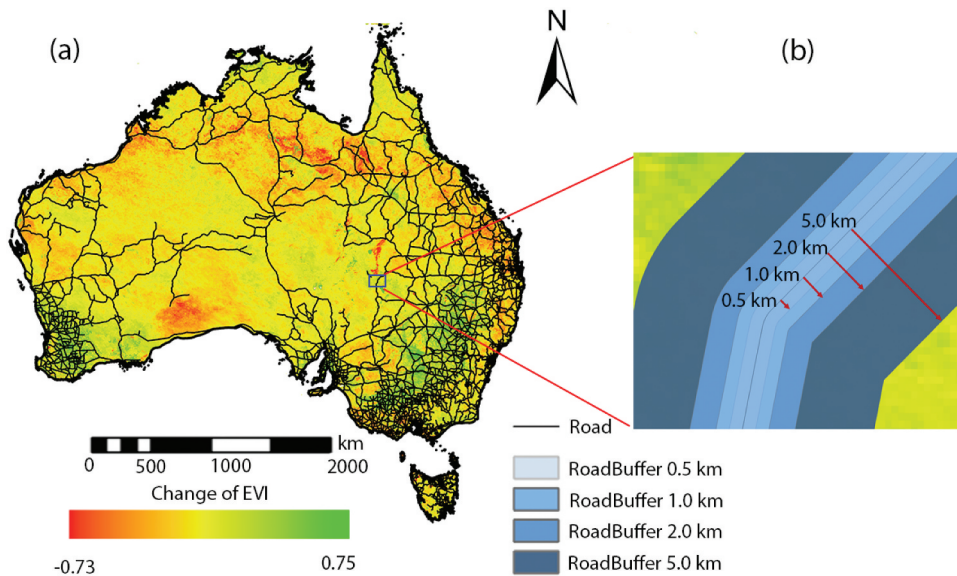 (a)
N
(b)
5.0 km
2.0 km
1.0 km
0.5 km
km
0 500 1000 2000
Change of EVI
-0.73 0.75
Road
RoadBuffer 0.5 km
RoadBuffer 1.0 km
RoadBuffer 2.0 km
RoadBuffer 5.0 km